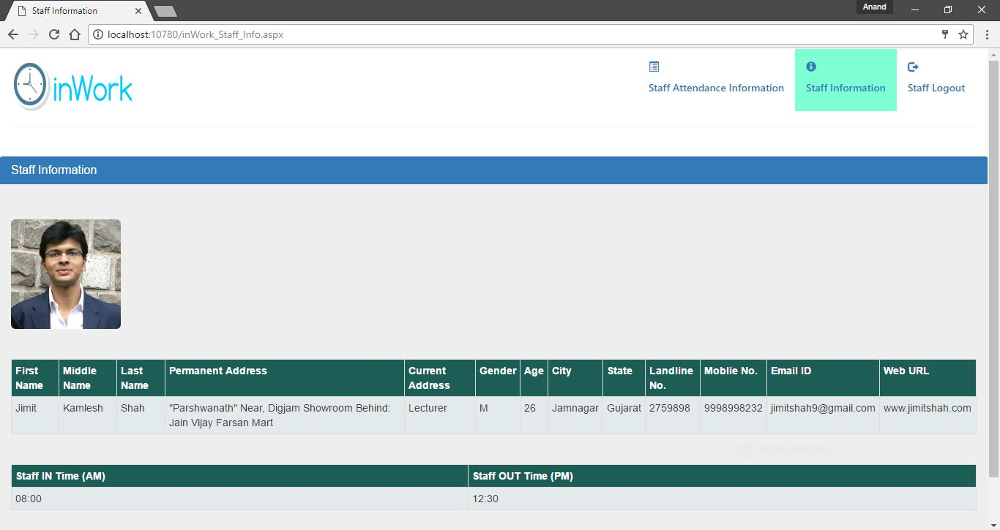 Staff Information
Anand
localhost:10780/inWork_Staff_Info.aspx
inWork
Staff Attendance Information
Staff Information
Staff Logout
Staff Information
First Name
Middle Name
Last Name
Permanent Address
Current Address
Gender
Age
City
State
Landline No.
Moblie No.
Email ID
Web URL
Jimit
Kamlesh
Shah
"Parshwanath" Near, Digjam Showroom Behind:
Jain Vijay Farsan Mart
Lecturer
M
26
Jamnagar
Gujarat
2759898
9998998232
jimitshah9@gmail.com
www.jimitshah.com
Rectangular Snip
Staff IN Time (AM)
Staff OUT Time (PM)
08:00
12:30